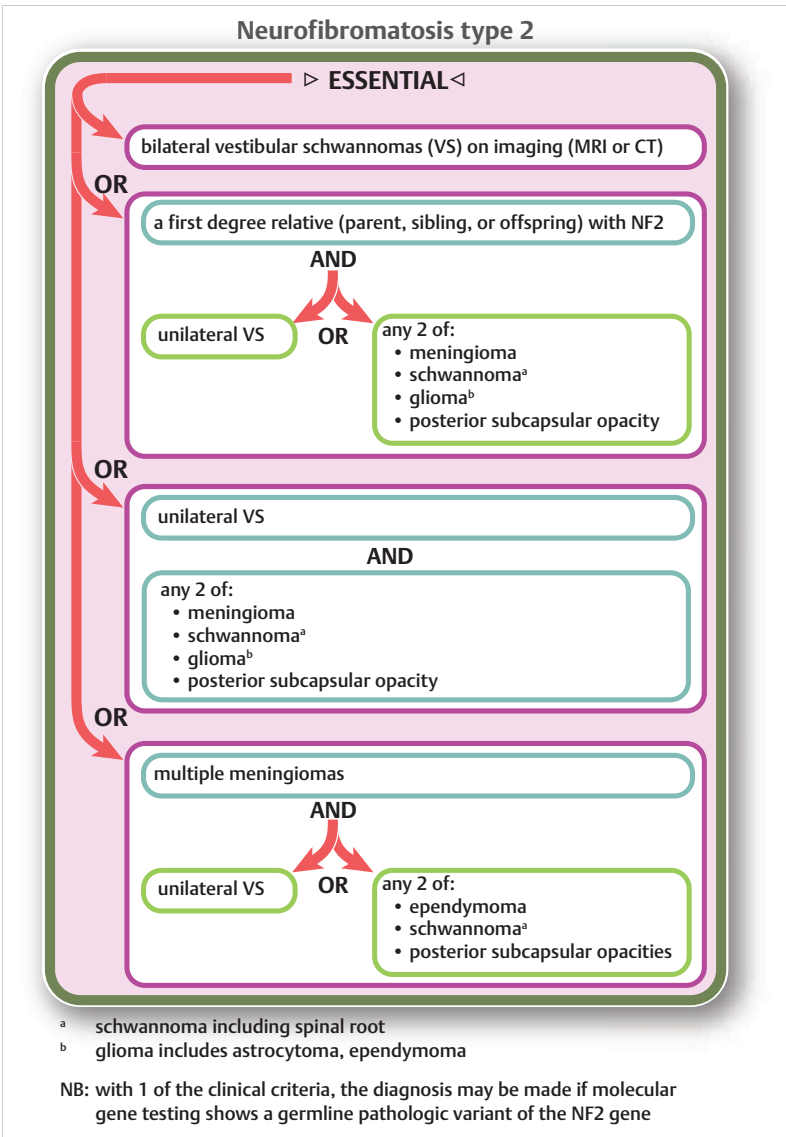 Neurofibromatosis type 2
▷ ESSENTIAL ◁
bilateral vestibular schwannomas (VS) on imaging (MRI or CT)
OR
a first degree relative (parent, sibling, or offspring) with NF2
AND
unilateral VS
OR
any 2 of:
• meningioma
• schwannomaᵃ
• gliomaᵇ
• posterior subcapsular opacity
OR
unilateral VS
AND
any 2 of:
• meningioma
• schwannomaᵃ
• gliomaᵇ
• posterior subcapsular opacity
OR
multiple meningiomas
AND
unilateral VS
OR
any 2 of:
• ependymoma
• schwannomaᵃ
• posterior subcapsular opacities
ᵃ schwannoma including spinal root
ᵇ glioma includes astrocytoma, ependymoma
NB: with 1 of the clinical criteria, the diagnosis may be made if molecular
gene testing shows a germline pathologic variant of the NF2 gene